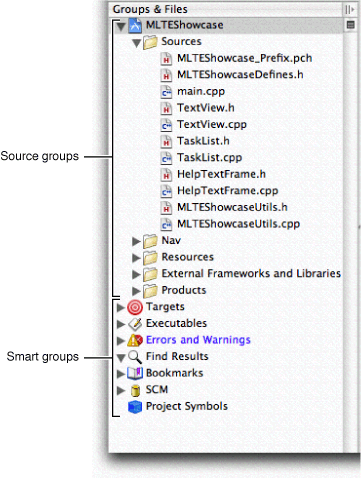 Groups & Files
MLTEShowcase
Sources
MLTEShowcase_Prefix.pch
MLTEShowcaseDefines.h
main.cpp
TextView.h
TextView.cpp
TaskList.h
TaskList.cpp
HelpTextFrame.h
HelpTextFrame.cpp
MLTEShowcaseUtils.h
MLTEShowcaseUtils.cpp
Nav
Resources
External Frameworks and Libraries
Products
Source groups
Targets
Executables
Errors and Warnings
Find Results
Bookmarks
SCM
Project Symbols
Smart groups